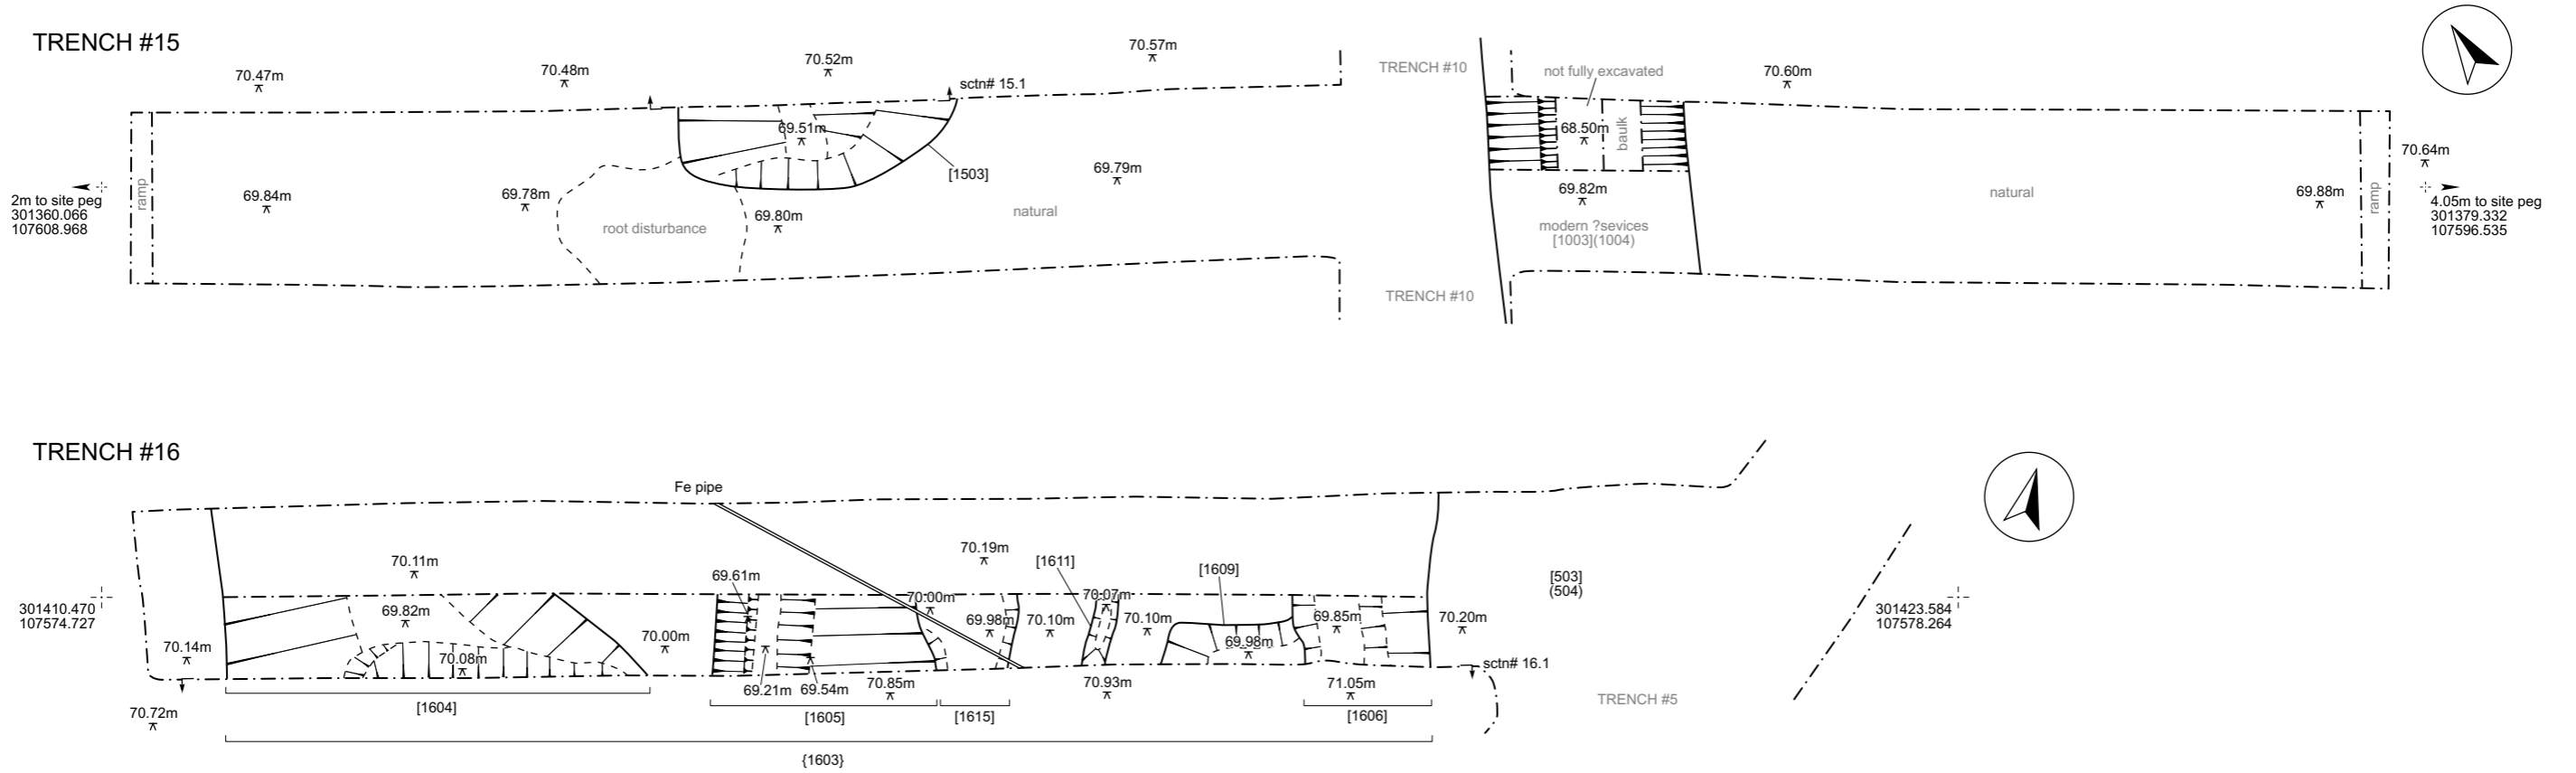 TRENCH #15
70.47m
70.48m
70.52m
70.57m
sctn# 15.1
TRENCH #10
not fully excavated
70.60m
69.51m
68.50m
baulk
[1503]
69.79m
70.64m
2m to site peg
301360.066
107608.968
ramp
69.84m
69.78m
69.80m
root disturbance
natural
69.82m
modern ?sevices
[1003](1004)
natural
69.88m
ramp
4.05m to site peg
301379.332
107596.535
TRENCH #10
TRENCH #16
Fe pipe
70.11m
69.61m
70.19m
[1611]
[1609]
[503]
(504)
301410.470
107574.727
69.82m
70.00m
70.07m
301423.584
107578.264
70.14m
70.08m
70.00m
69.98m
70.10m
70.10m
69.98m
69.85m
70.20m
sctn# 16.1
69.21m
69.54m
70.85m
70.93m
71.05m
TRENCH #5
70.72m
[1604]
[1605]
[1615]
[1606]
{1603}